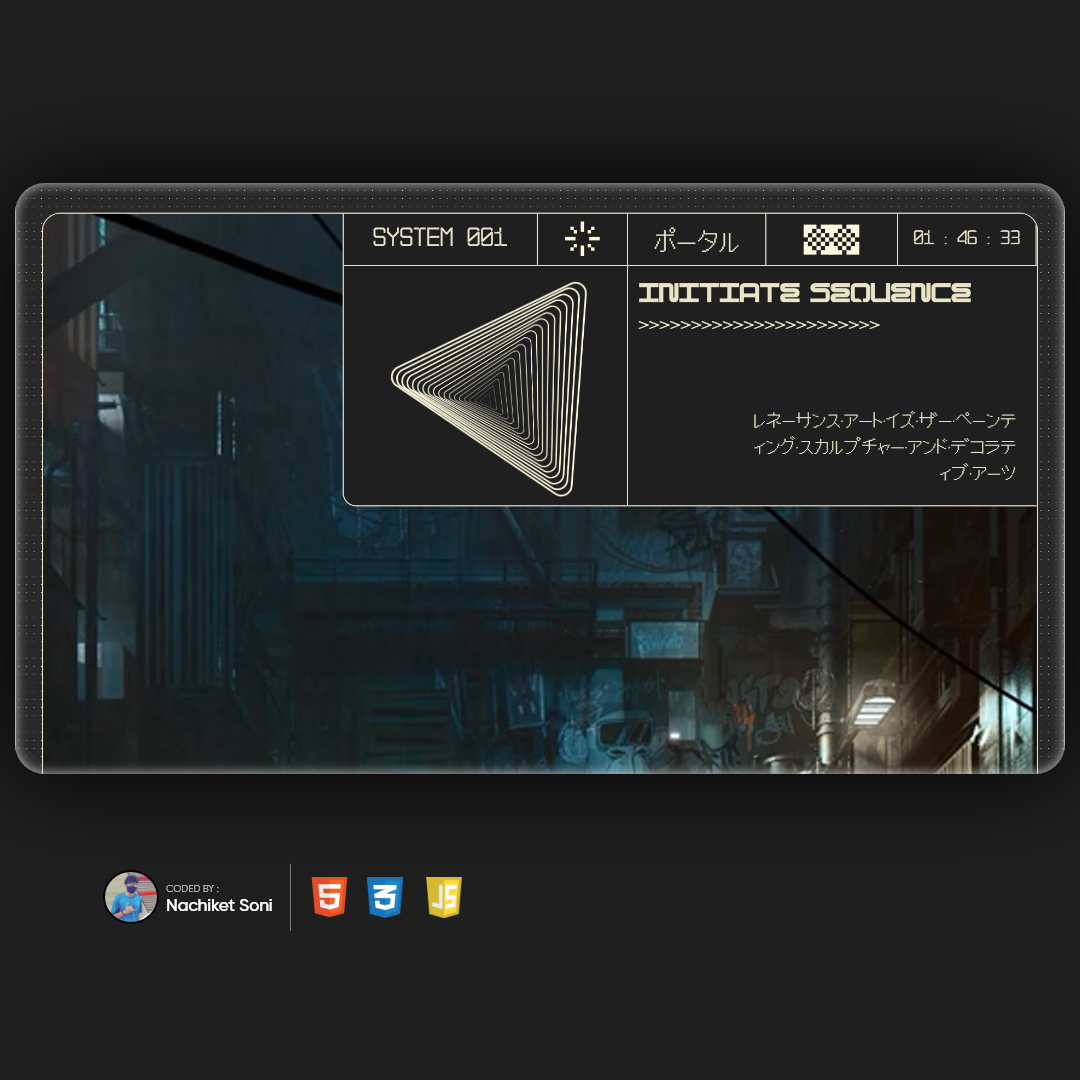 SYSTEM 001
ポータル
01 : 46 : 33
INITIATE SEQUENCE
>>>>>>>>>>>>>>>>>>>>>>>
レネーサンス・アート・イズ・ザー・ペーンテ
ィング・スカルプチャー・アンド・デコラテ
ィブ・アーツ
CODED BY :
Nachiket Soni
5
3
JS